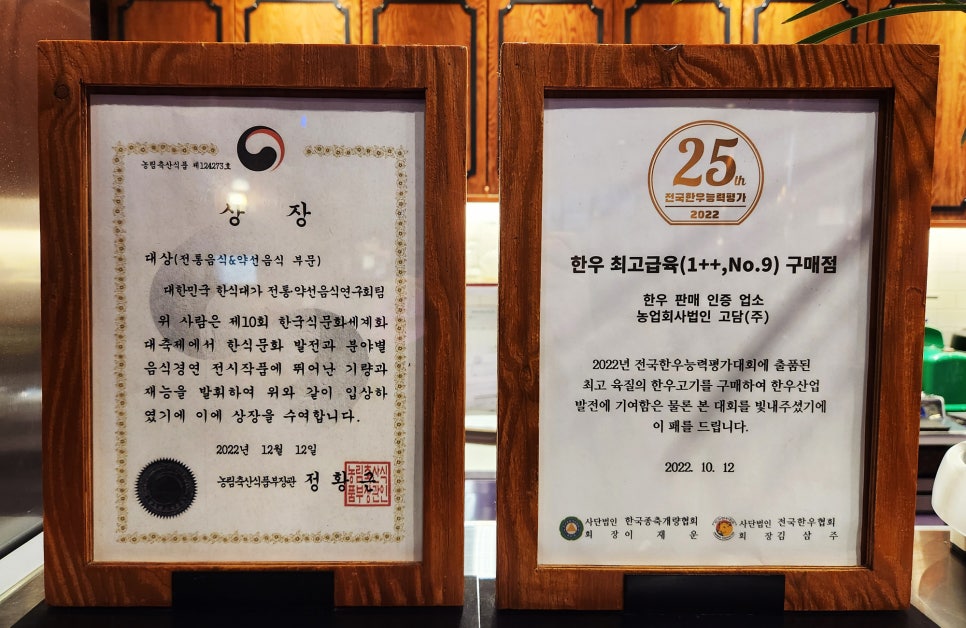 농림축산식품 제124273호
상 장
대상(전통음식&약선음식 부문)
대한민국 한식대가 전통약선음식연구회팀
위 사람은 제10회 한국식문화세계화
대축제에서 한식문화 발전과 분야별
음식경연 전시작품에 뛰어난 기량과
재능을 발휘하여 위와 같이 입상하
였기에 이에 상장을 수여합니다.
2022년 12월 12일
농림축산식품부장관 정황근
농림축산식
품부장관인
25th
전국한우능력평가
2022
한우 최고급육(1++,No.9) 구매점
한우 판매 인증 업소
농업회사법인 고담(주)
2022년 전국한우능력평가대회에 출품된
최고 육질의 한우고기를 구매하여 한우산업
발전에 기여함은 물론 본 대회를 빛내주셨기에
이 패를 드립니다.
2022. 10. 12
사단법인 한국종축개량협회
회 장 이 재 운
사단법인 전국한우협회
회 장 김 삼 주